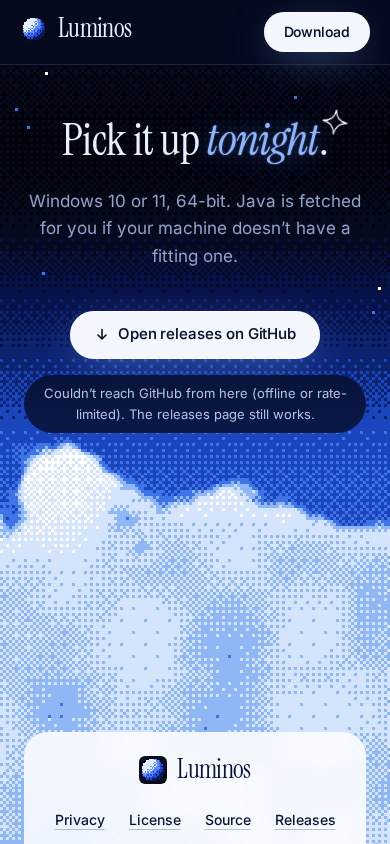 Luminos
Download
Pick it up tonight.
Windows 10 or 11, 64-bit. Java is fetched
for you if your machine doesn’t have a
fitting one.
↓ Open releases on GitHub
Couldn’t reach GitHub from here (offline or rate-
limited). The releases page still works.
Luminos
Privacy License Source Releases